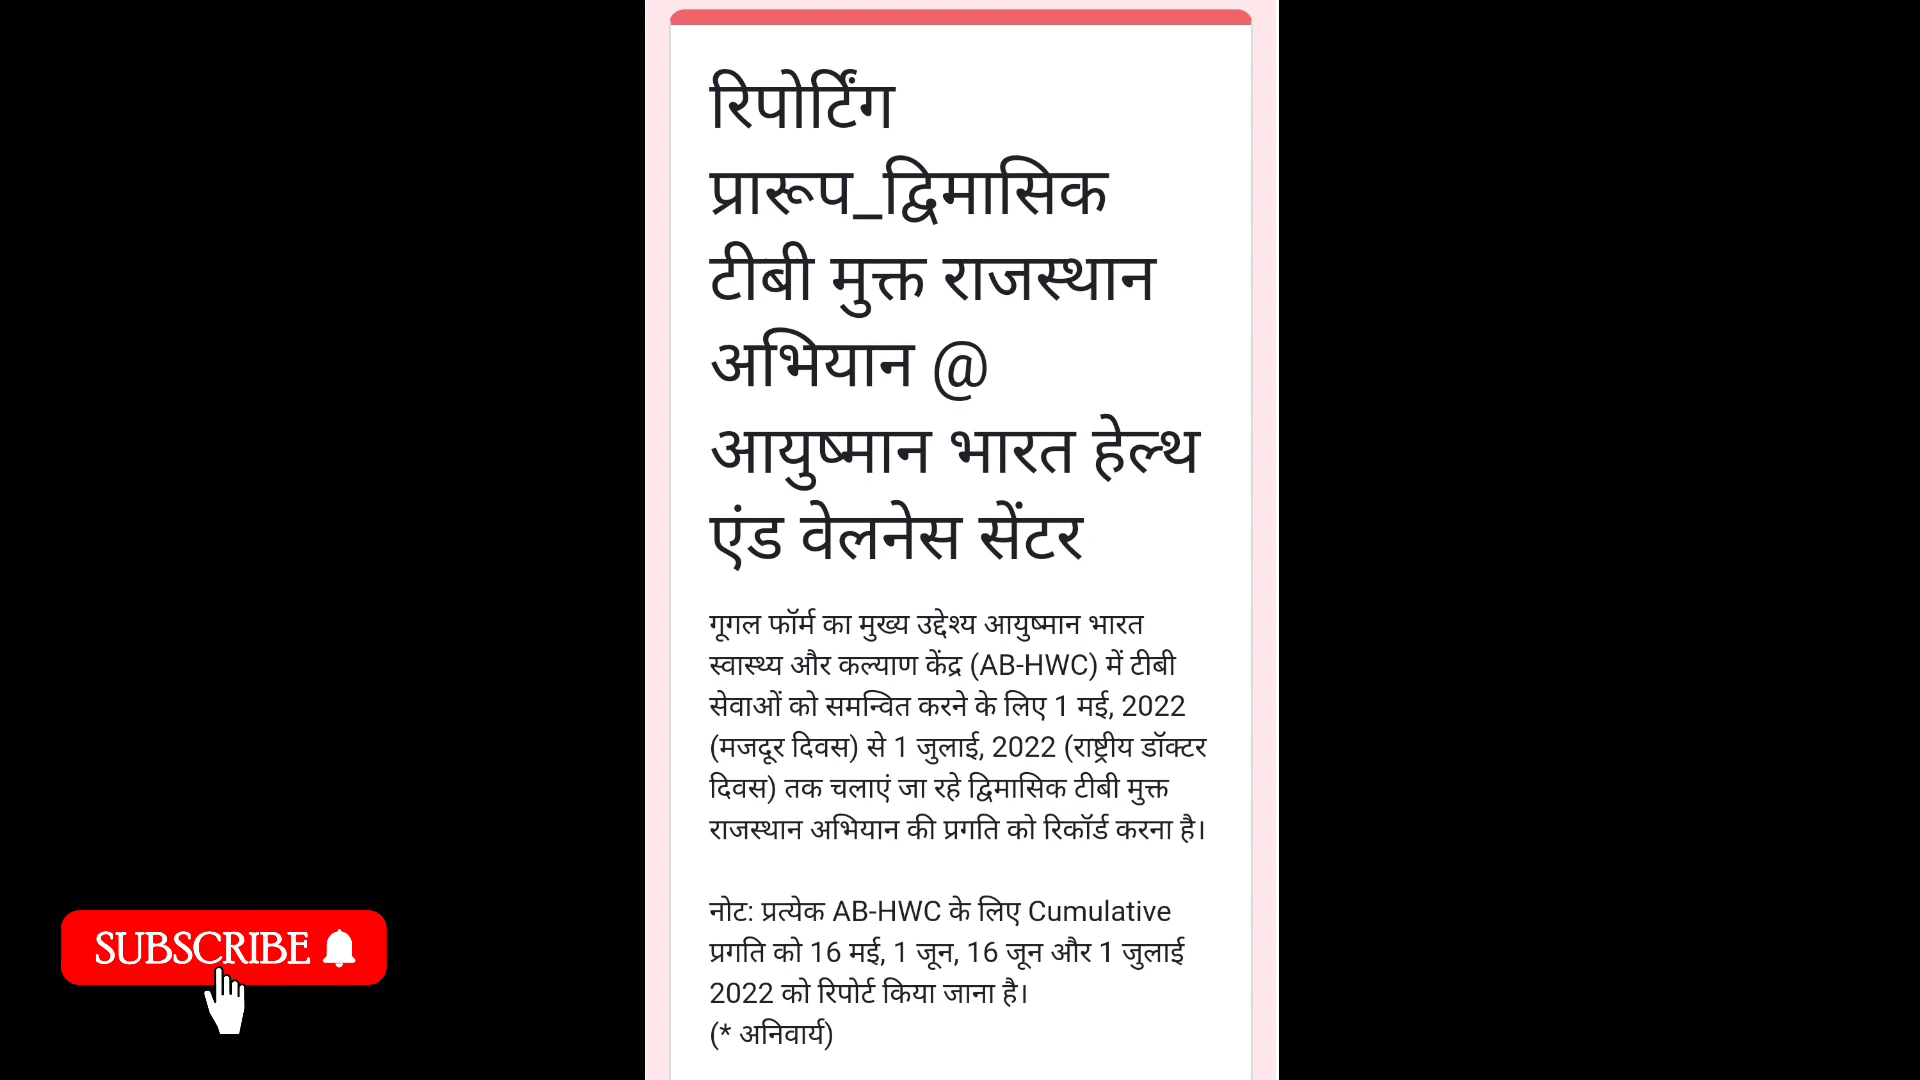 रिपोर्टिंग
प्रारूप_द्विमासिक
टीबी मुक्त राजस्थान
अभियान @
आयुष्मान भारत हेल्थ
एंड वेलनेस सेंटर
गूगल फॉर्म का मुख्य उद्देश्य आयुष्मान भारत
स्वास्थ्य और कल्याण केंद्र (AB-HWC) में टीबी
सेवाओं को समन्वित करने के लिए 1 मई, 2022
(मजदूर दिवस) से 1 जुलाई, 2022 (राष्ट्रीय डॉक्टर
दिवस) तक चलाएं जा रहे द्विमासिक टीबी मुक्त
राजस्थान अभियान की प्रगति को रिकॉर्ड करना है।
नोट: प्रत्येक AB-HWC के लिए Cumulative
प्रगति को 16 मई, 1 जून, 16 जून और 1 जुलाई
2022 को रिपोर्ट किया जाना है।
(* अनिवार्य)
SUBSCRIBE